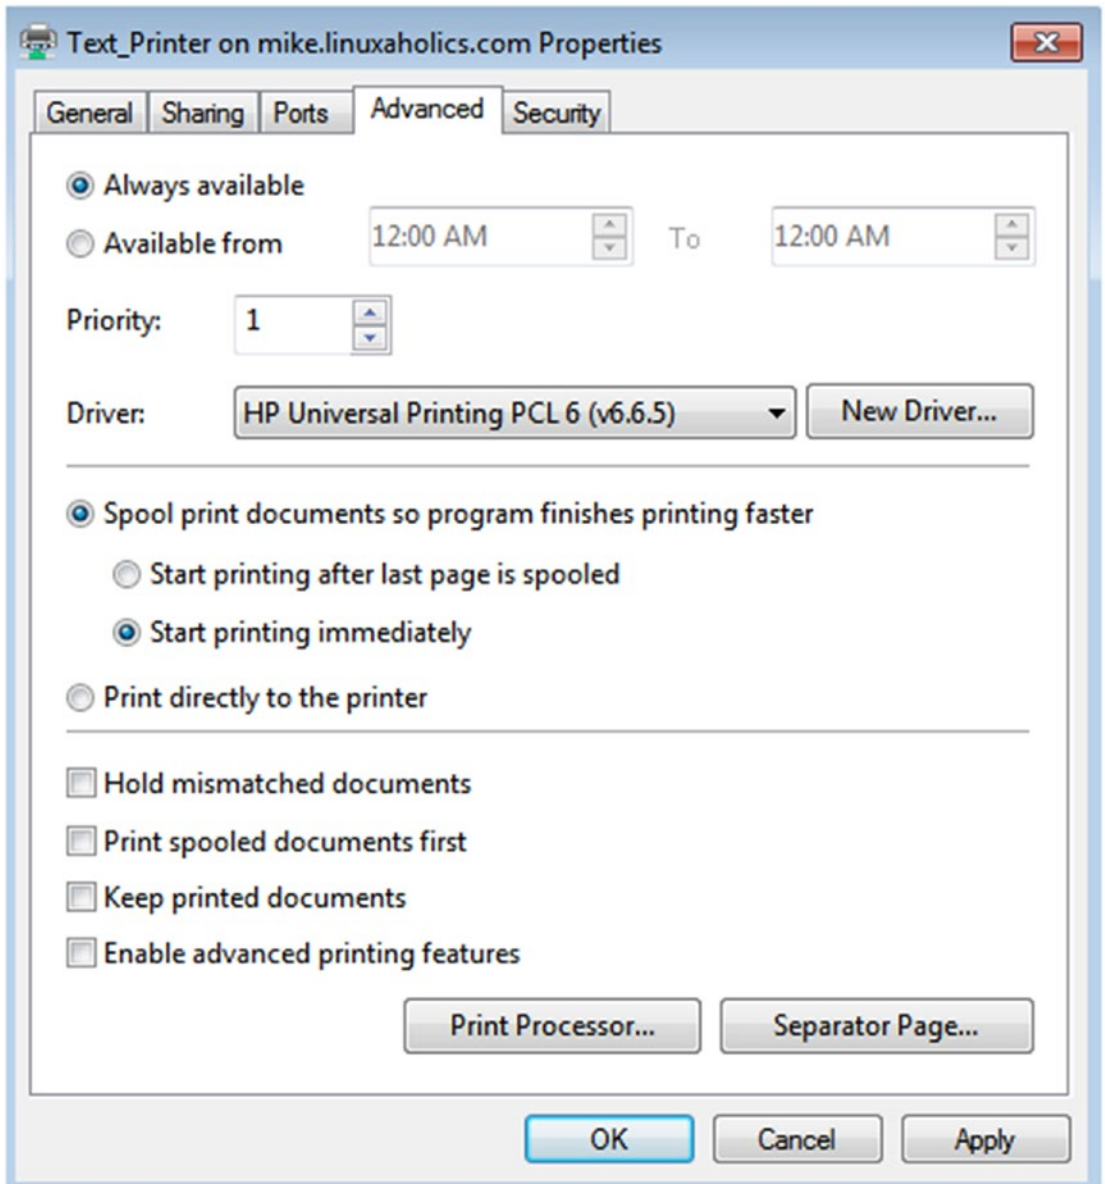 Text_Printer on mike.linuxaholics.com Properties
General Sharing Ports Advanced Security
Always available
Available from 12:00 AM To 12:00 AM
Priority: 1
Driver: HP Universal Printing PCL 6 (v6.6.5) New Driver...
Spool print documents so program finishes printing faster
Start printing after last page is spooled
Start printing immediately
Print directly to the printer
Hold mismatched documents
Print spooled documents first
Keep printed documents
Enable advanced printing features
Print Processor... Separator Page...
OK Cancel Apply